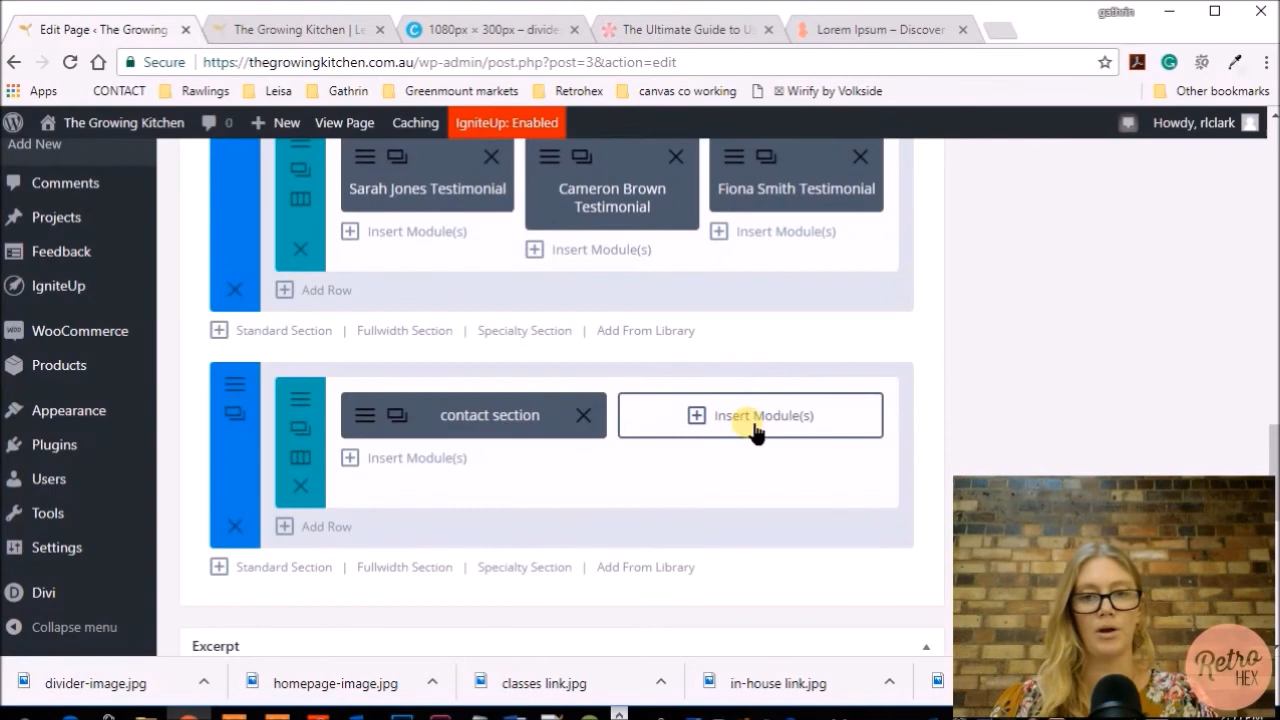 gathrin
Edit Page ‹ The Growing
The Growing Kitchen | Le
1080px × 300px – divide
The Ultimate Guide to U
Lorem Ipsum – Discover
Secure
https://thegrowingkitchen.com.au/wp-admin/post.php?post=3&action=edit
Apps
CONTACT
Rawlings
Leisa
Gathrin
Greenmount markets
Retrohex
canvas co working
Wirify by Volkside
Other bookmarks
The Growing Kitchen
0
New
View Page
Caching
IgniteUp: Enabled
Howdy, rlclark
Add New
Comments
Projects
Feedback
IgniteUp
WooCommerce
Products
Appearance
Plugins
Users
Tools
Settings
Divi
Collapse menu
Sarah Jones Testimonial
Cameron Brown
Testimonial
Fiona Smith Testimonial
Insert Module(s)
Insert Module(s)
Insert Module(s)
Add Row
Standard Section | Fullwidth Section | Specialty Section | Add From Library
contact section
Insert Module(s)
Insert Module(s)
Add Row
Standard Section | Fullwidth Section | Specialty Section | Add From Library
Excerpt
divider-image.jpg
homepage-image.jpg
classes link.jpg
in-house link.jpg
Retro
HEX